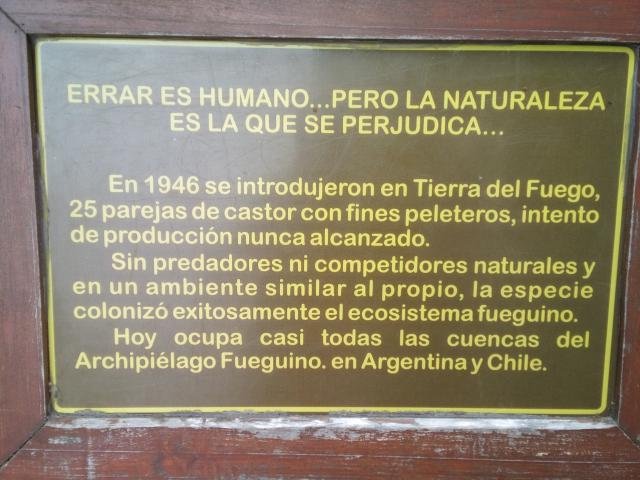 ERRAR ES HUMANO...PERO LA NATURALEZA
ES LA QUE SE PERJUDICA...
En 1946 se introdujeron en Tierra del Fuego,
25 parejas de castor con fines peleteros, intento
de producción nunca alcanzado.
Sin predadores ni competidores naturales y
en un ambiente similar al propio, la especie
colonizó exitosamente el ecosistema fueguino.
Hoy ocupa casi todas las cuencas del
Archipiélago Fueguino. en Argentina y Chile.